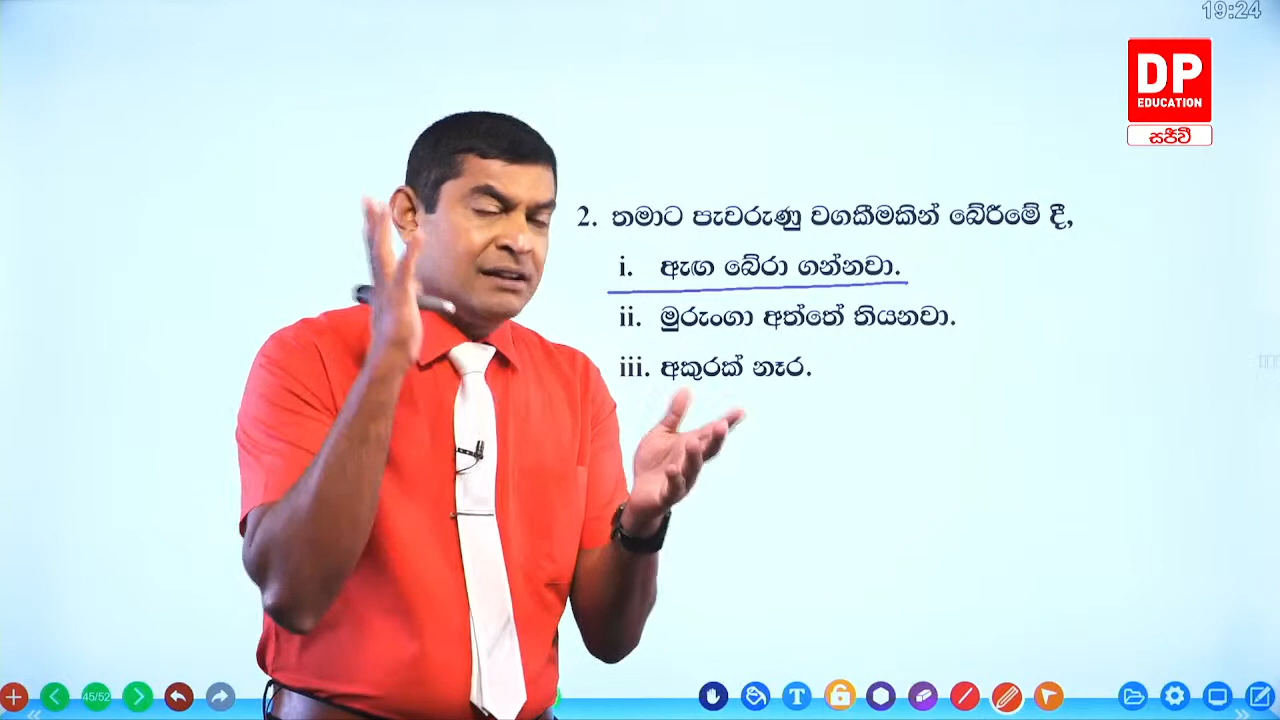 19:24
DP
EDUCATION
සජීවී
2. තමාට පැවරුණු වගකීමකින් බේරීමේ දී,
i. ඇඟ බේරා ගන්නවා.
ii. මුරුංගා අත්තේ තියනවා.
iii. අකුරක් නෑර.
45/52